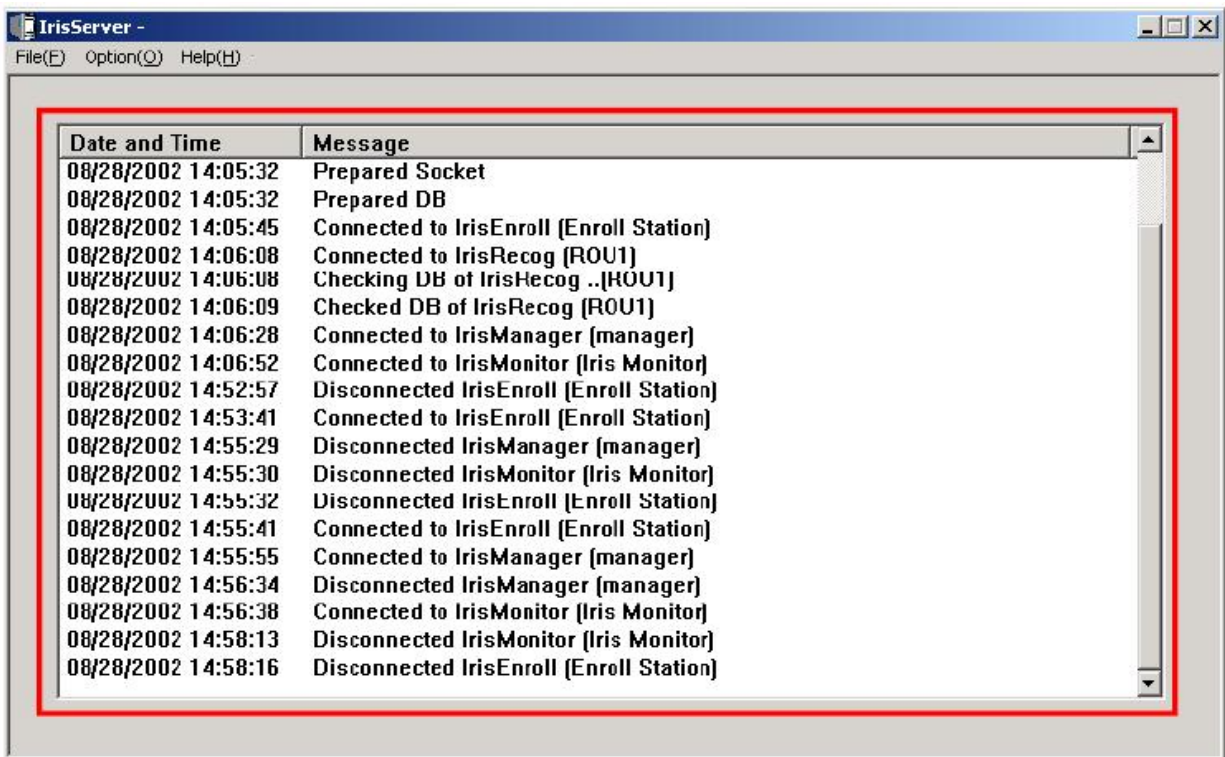 IrisServer -
File(F) Option(O) Help(H)
Date and Time Message
08/28/2002 14:05:32 Prepared Socket
08/28/2002 14:05:32 Prepared DB
08/28/2002 14:05:45 Connected to IrisEnroll (Enroll Station)
08/28/2002 14:06:08 Connected to IrisRecog (ROU1)
08/28/2002 14:06:08 Checking DB of IrisRecog ..(ROU1)
08/28/2002 14:06:09 Checked DB of IrisRecog (ROU1)
08/28/2002 14:06:28 Connected to IrisManager (manager)
08/28/2002 14:06:52 Connected to IrisMonitor (Iris Monitor)
08/28/2002 14:52:57 Disconnected IrisEnroll (Enroll Station)
08/28/2002 14:53:41 Connected to IrisEnroll (Enroll Station)
08/28/2002 14:55:29 Disconnected IrisManager (manager)
08/28/2002 14:55:30 Disconnected IrisMonitor (Iris Monitor)
08/28/2002 14:55:32 Disconnected IrisEnroll (Enroll Station)
08/28/2002 14:55:41 Connected to IrisEnroll (Enroll Station)
08/28/2002 14:55:55 Connected to IrisManager (manager)
08/28/2002 14:56:34 Disconnected IrisManager (manager)
08/28/2002 14:56:38 Connected to IrisMonitor (Iris Monitor)
08/28/2002 14:58:13 Disconnected IrisMonitor (Iris Monitor)
08/28/2002 14:58:16 Disconnected IrisEnroll (Enroll Station)